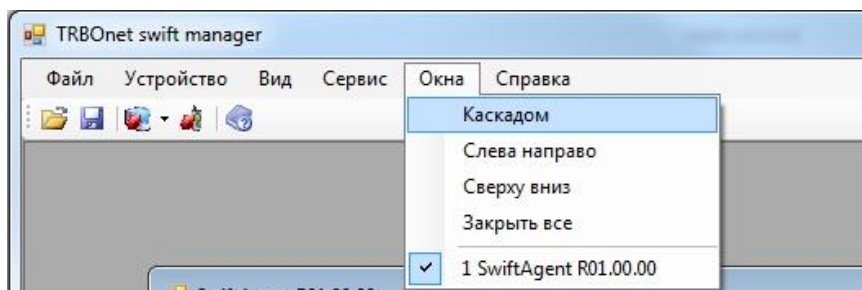 TRBOnet swift manager
Файл Устройство Вид Сервис Окна Справка
Каскадом
Слева направо
Сверху вниз
Закрыть все
1 SwiftAgent R01.00.00